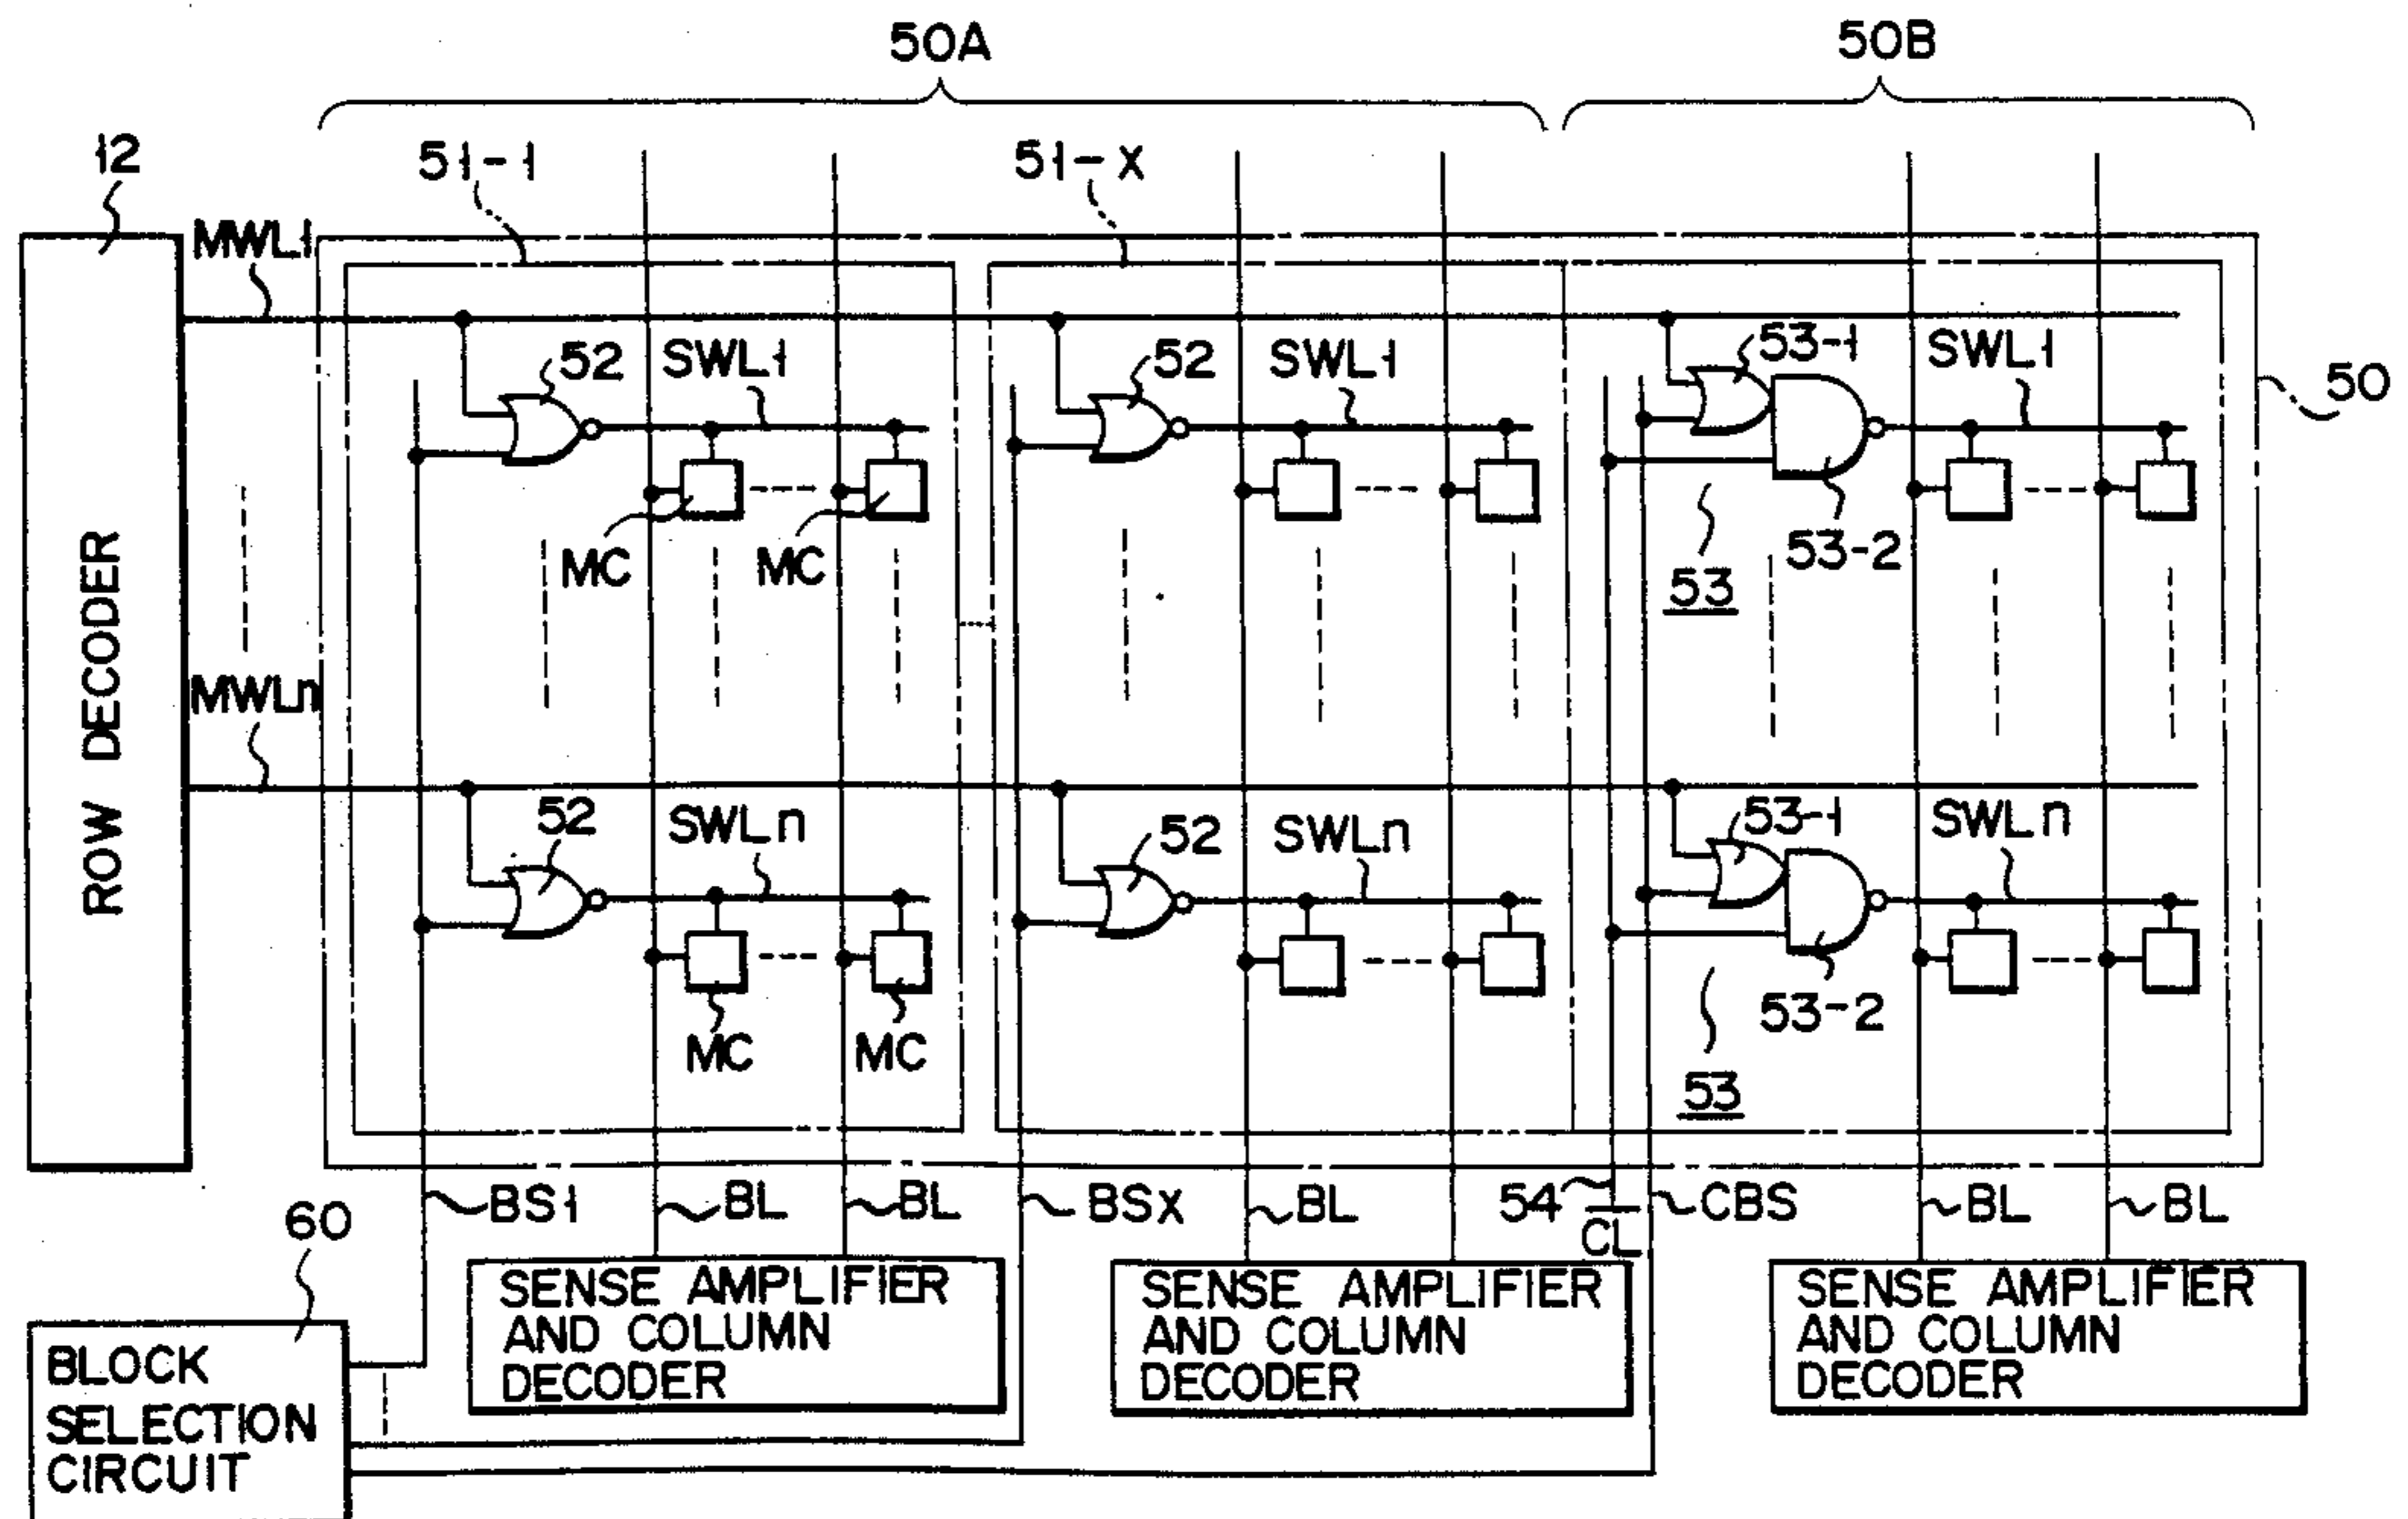 50A
50B
12
51-1
51-X
MWL1
52
SWL1
52
SWL1
53-1
SWL1
50
MC
MC
53-2
53
ROW DECODER
MWLn
52
SWLn
52
SWLn
53-1
SWLn
MC
MC
53-2
53
60
BS1
BL
BL
BSX
BL
54
CL
CBS
BL
BL
SENSE AMPLIFIER
AND COLUMN
DECODER
SENSE AMPLIFIER
AND COLUMN
DECODER
SENSE AMPLIFIER
AND COLUMN
DECODER
BLOCK
SELECTION
CIRCUIT